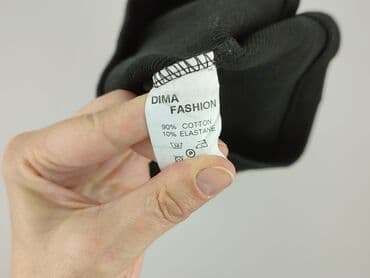 DIMA
FASHION
90% COTTON
10% ELASTANE